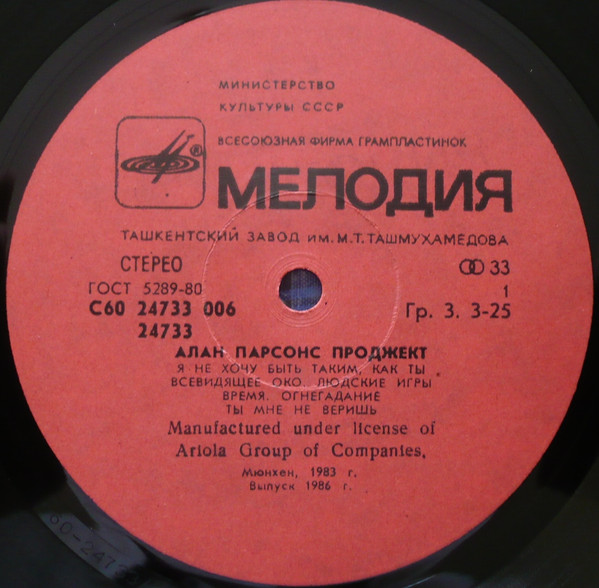 МИНИСТЕРСТВО
КУЛЬТУРЫ СССР
ВСЕСОЮЗНАЯ ФИРМА ГРАМПЛАСТИНОК
®
МЕЛОДИЯ
ТАШКЕНТСКИЙ ЗАВОД ИМ. М.Т. ТАШМУХАМЕДОВА
СТЕРЕО 33
ГОСТ 5289-80 1
С60 24733 006 Гр. 3. 3-25
24733
АЛАН ПАРСОНС ПРОДЖЕКТ
Я НЕ ХОЧУ БЫТЬ ТАКИМ, КАК ТЫ
ВСЕВИДЯЩЕЕ ОКО. ЛЮДСКИЕ ИГРЫ
ВРЕМЯ. ОГНЕГАДАНИЕ
ТЫ МНЕ НЕ ВЕРИШЬ
Manufactured under license of
Ariola Group of Companies,
Мюнхен, 1983 г.
Выпуск 1986 г.